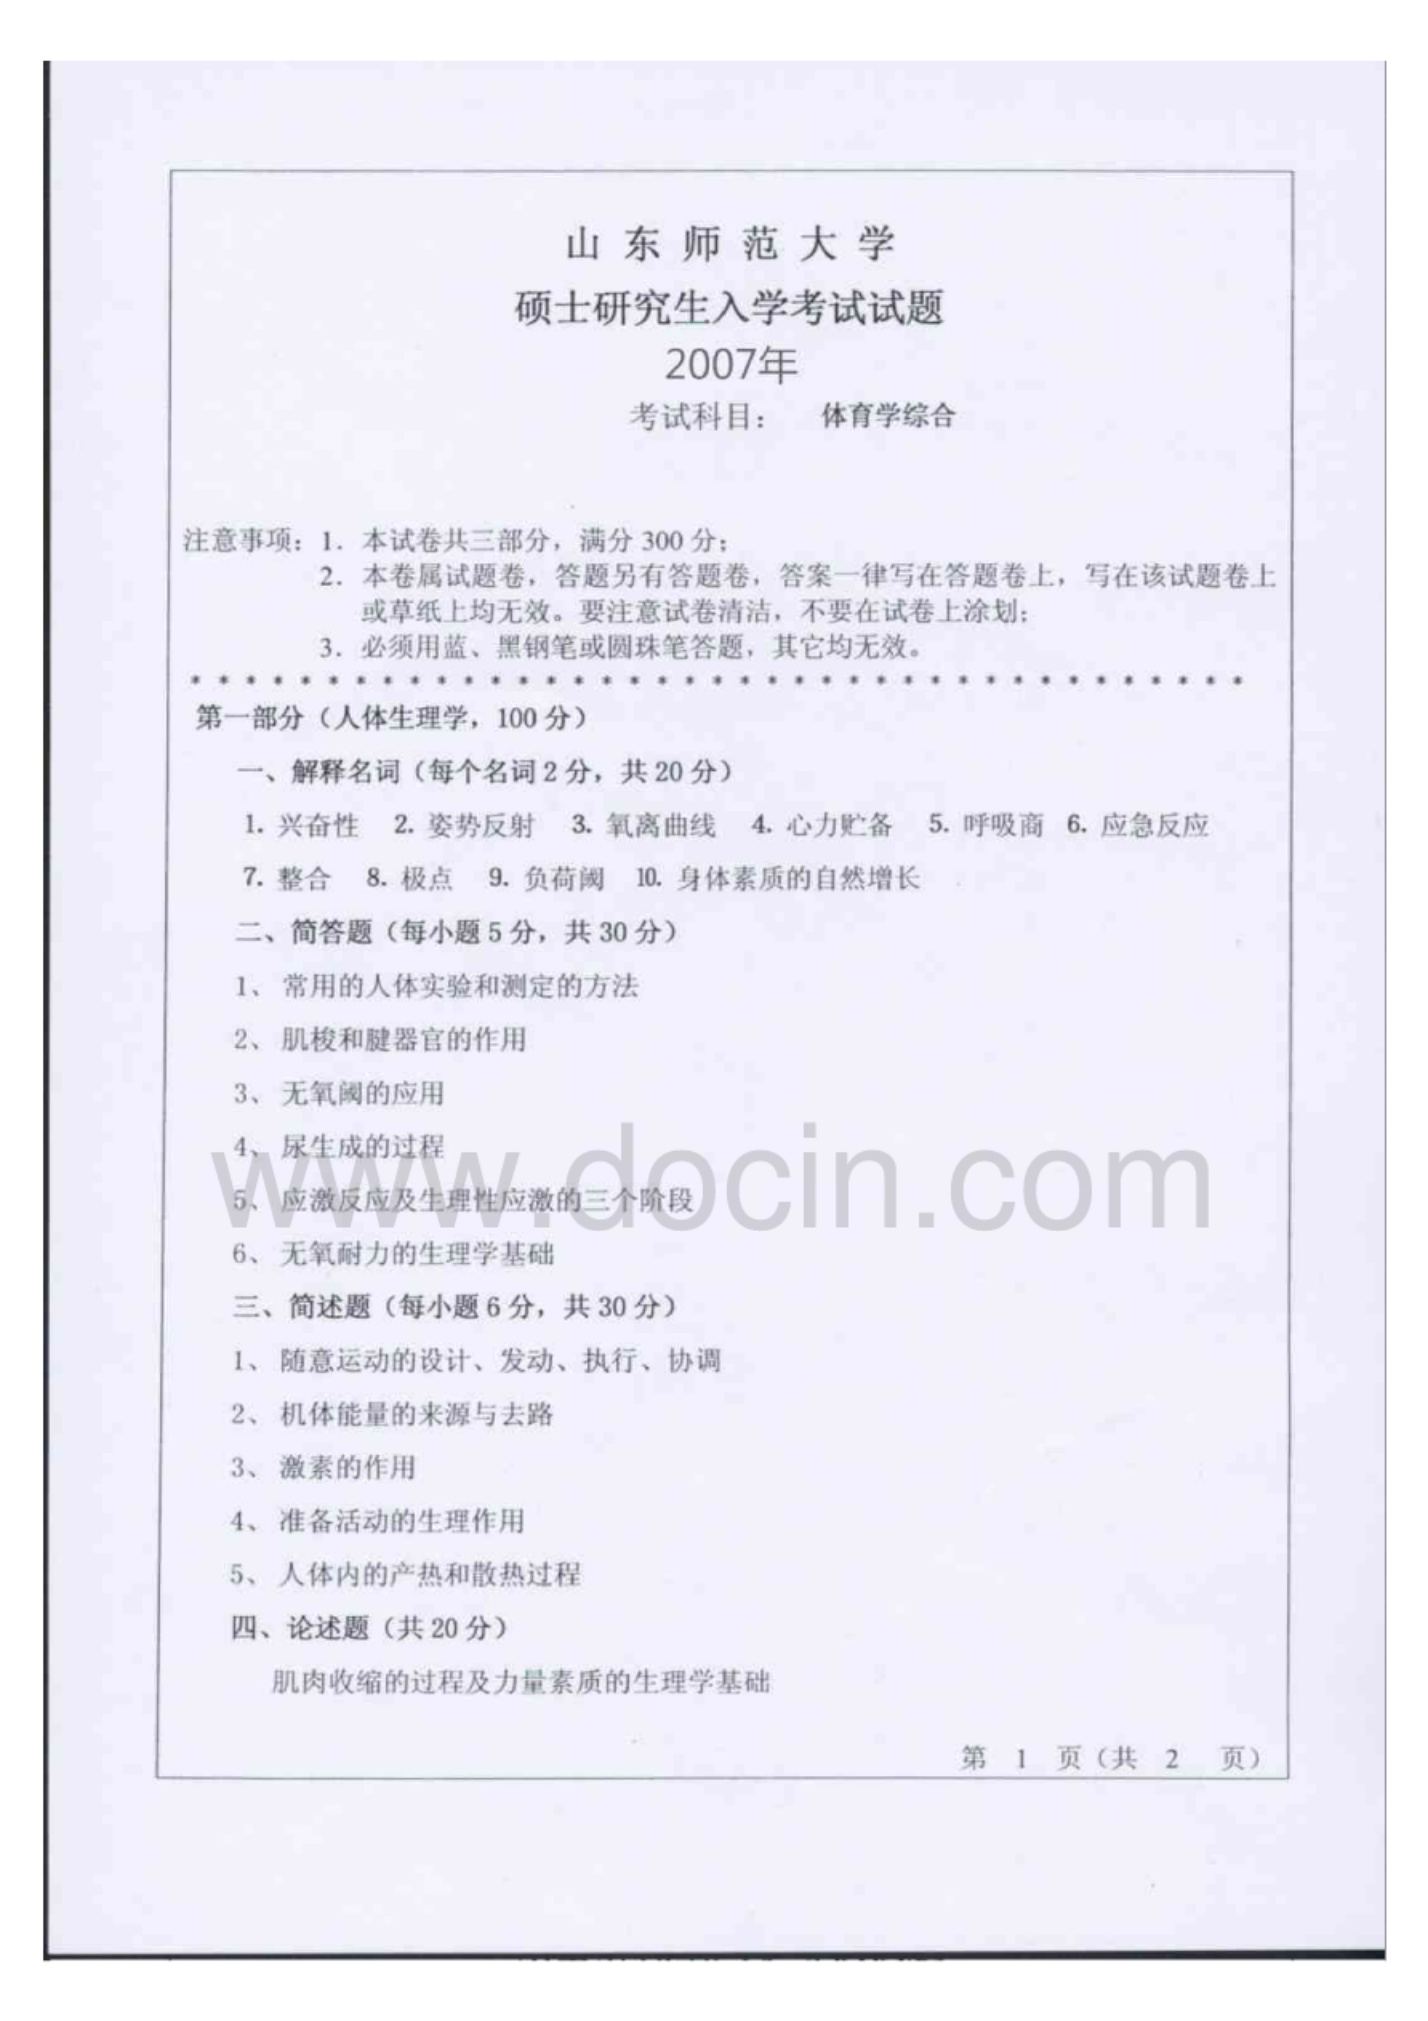 山东师范大学
硕士研究生入学考试试题
2007年
考试科目： 体育学综合
注意事项：1. 本试卷共三部分，满分 300 分；
2. 本卷属试题卷，答题另有答题卷，答案一律写在答题卷上，写在该试题卷上
或草纸上均无效。要注意试卷清洁，不要在试卷上涂划；
3. 必须用蓝、黑钢笔或圆珠笔答题，其它均无效。
* * * * * * * * * * * * * * * * * * * * * * * * * * * * * * * * * * * * * * *
第一部分（人体生理学，100 分）
一、解释名词（每个名词 2 分，共 20 分）
1. 兴奋性 2. 姿势反射 3. 氧离曲线 4. 心力贮备 5. 呼吸商 6. 应急反应
7. 整合 8. 极点 9. 负荷阈 10. 身体素质的自然增长
二、简答题（每小题 5 分，共 30 分）
1、 常用的人体实验和测定的方法
2、 肌梭和腱器官的作用
3、 无氧阈的应用
4、 尿生成的过程
www.docin.com
5、 应激反应及生理性应激的三个阶段
6、 无氧耐力的生理学基础
三、简述题（每小题 6 分，共 30 分）
1、 随意运动的设计、发动、执行、协调
2、 机体能量的来源与去路
3、 激素的作用
4、 准备活动的生理作用
5、 人体内的产热和散热过程
四、论述题（共 20 分）
肌肉收缩的过程及力量素质的生理学基础
第 1 页（共 2 页）